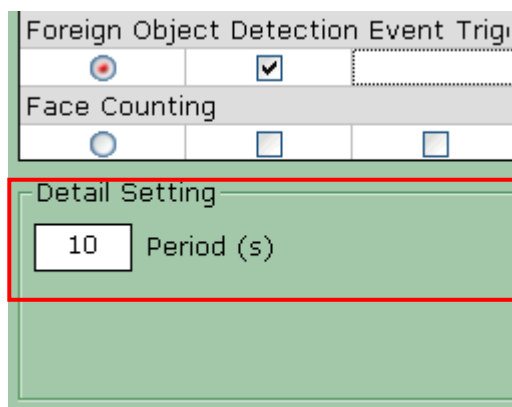 Foreign Object Detection Event
Face Counting
Detail Setting
10 Period (s)